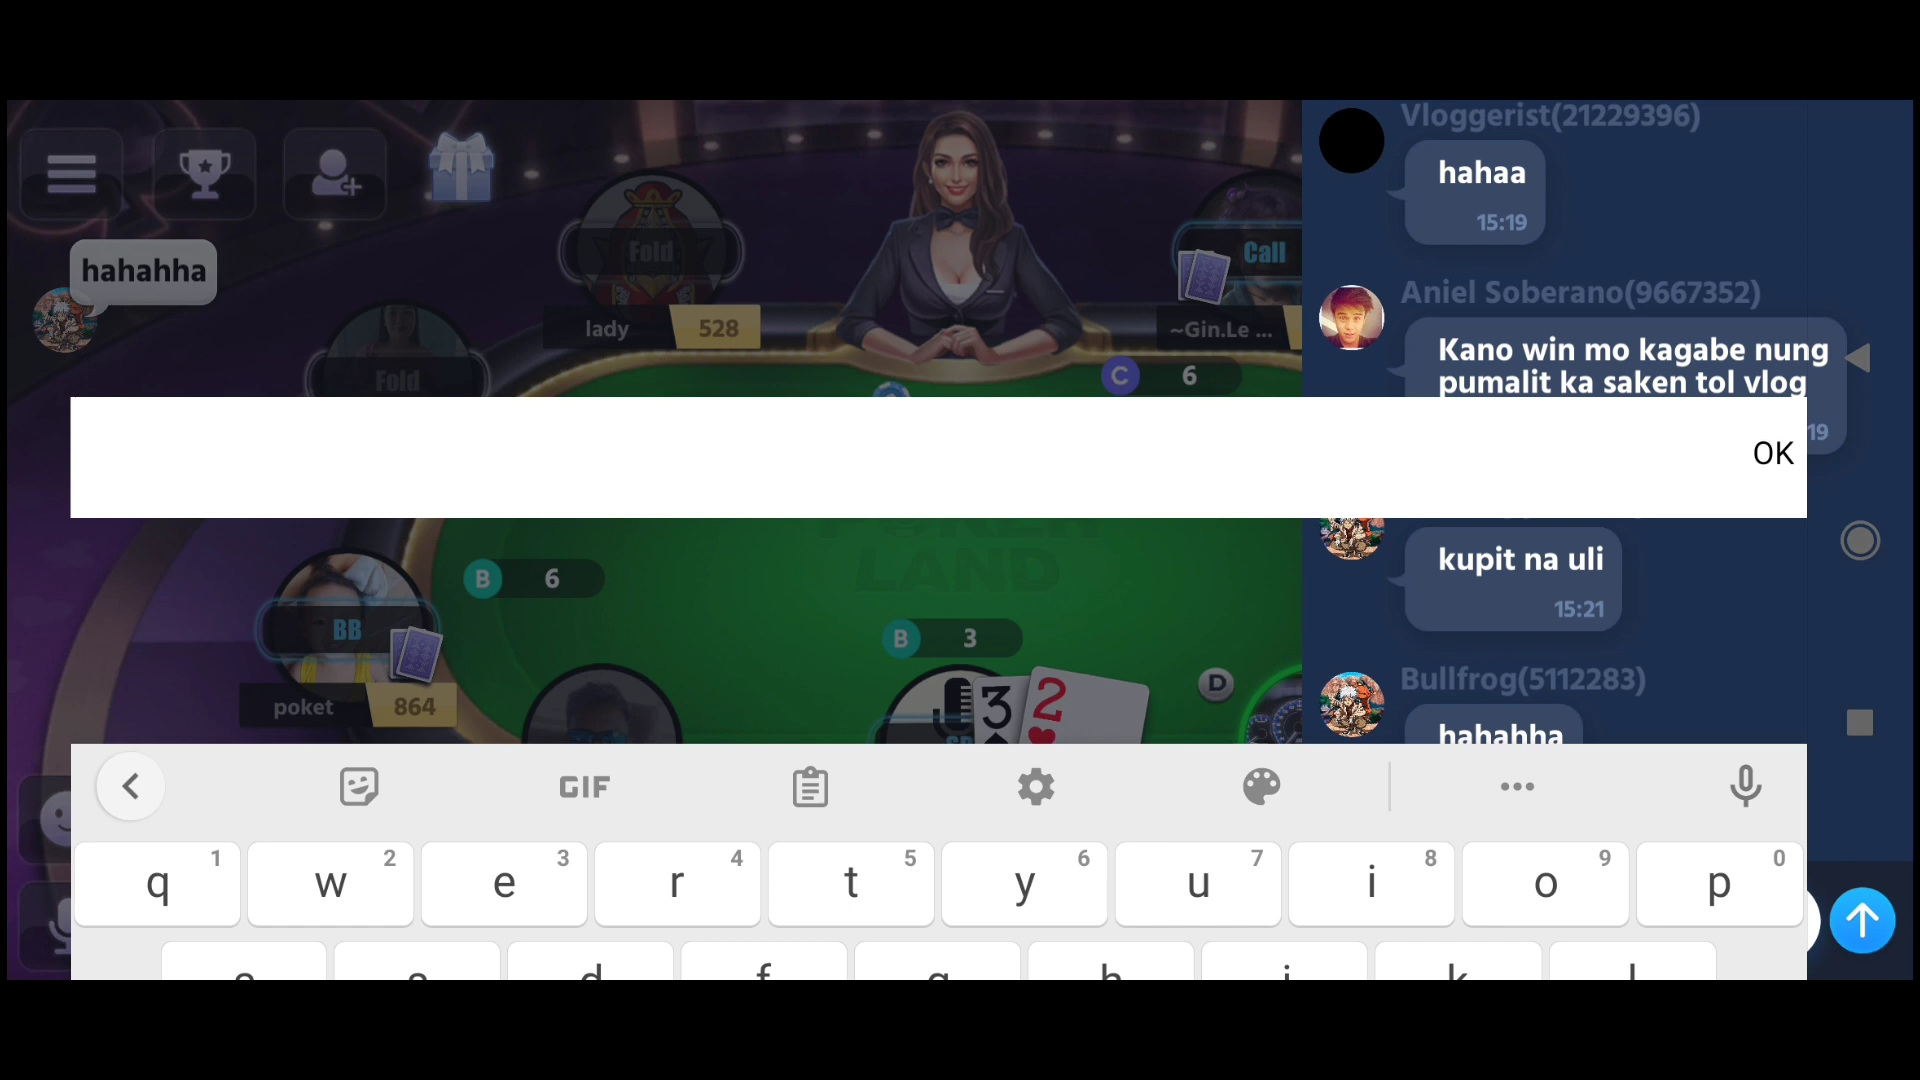 Vloggerist(21229396)
hahaa
15:19
hahahha
Fold
Call
Aniel Soberano(9667352)
lady
528
~Gin.Le ...
Kano win mo kagabe nung
pumalit ka saken tol vlog
Fold
C
6
19
OK
LAND
kupit na uli
15:21
B
6
BB
B
3
poket
864
3
2
D
Bullfrog(5112283)
hahahha
GIF
1
2
3
4
5
6
7
8
9
0
q
w
e
r
t
y
u
i
o
p